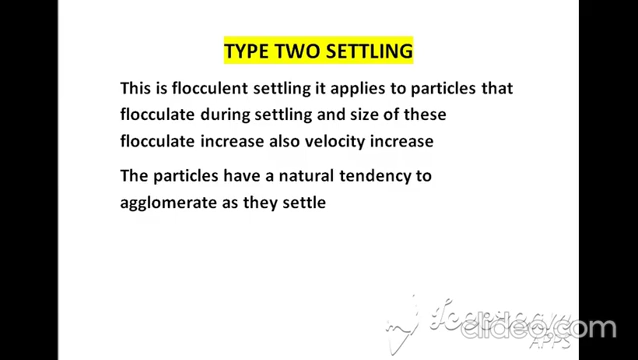 TYPE TWO SETTLING
This is flocculent settling it applies to particles that
flocculate during settling and size of these
flocculate increase also velocity increase
The particles have a natural tendency to
agglomerate as they settle
clideo.com
APPS